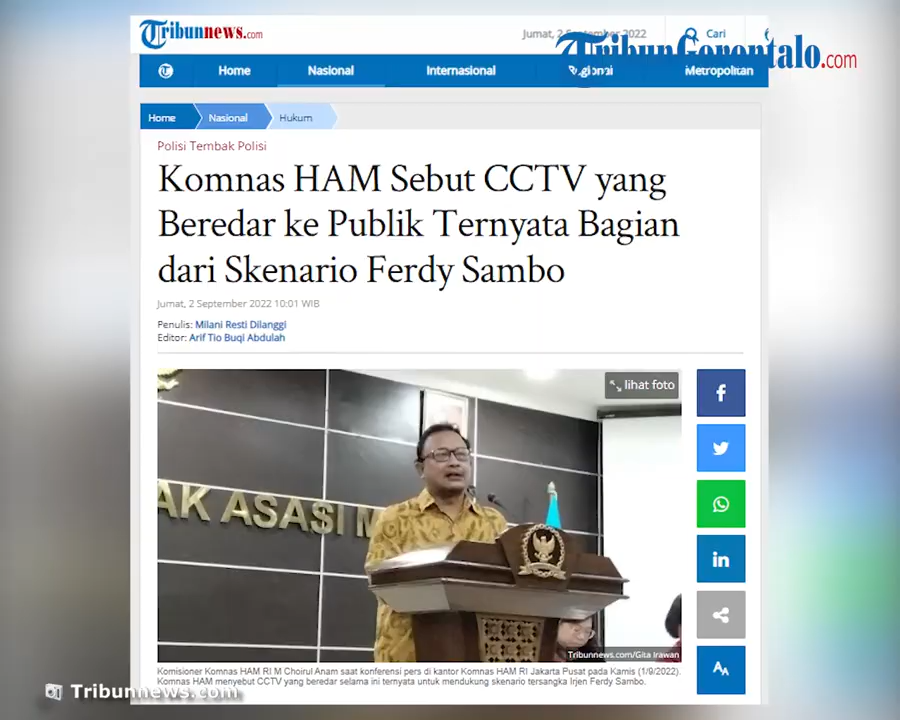 Tribunnews.com
Jumat, 2 September 2022
Cari
TribunGorontalo.com
Home
Nasional
Internasional
Regional
Metropolitan
Home
Nasional
Hukum
Polisi Tembak Polisi
Komnas HAM Sebut CCTV yang
Beredar ke Publik Ternyata Bagian
dari Skenario Ferdy Sambo
Jumat, 2 September 2022 10:01 WIB
Penulis: Milani Resti Dilanggi
Editor: Arif Tio Buqi Abdulah
lihat foto
AK ASASI M
Tribunnews.com/Gita Irawan
Komisioner Komnas HAM RI M Choirul Anam saat konferensi pers di kantor Komnas HAM RI Jakarta Pusat pada Kamis (1/9/2022).
Komnas HAM menyebut CCTV yang beredar selama ini ternyata untuk mendukung skenario tersangka Irjen Ferdy Sambo.
Tribunnews.com